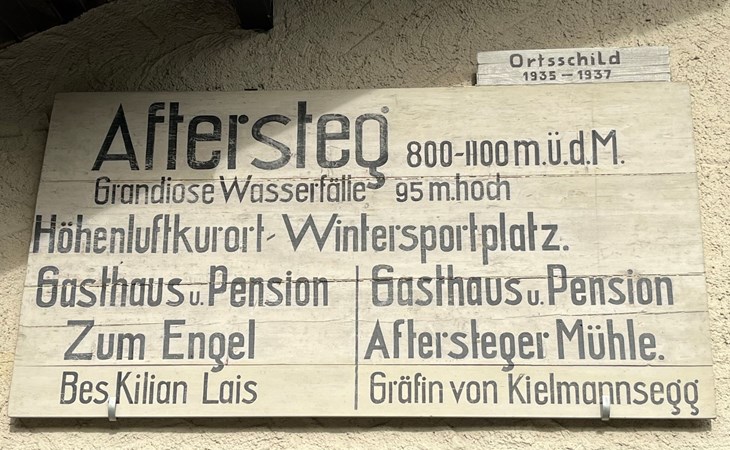 Ortsschild
1935-1937
Aftersteg 800-1100 m.ü.d.M.
Grandiose Wasserfälle 95 m.hoch
Höhenluftkurort-Wintersportplatz.
Gasthaus u. Pension
Zum Engel
Bes Kilian Lais
Gasthaus u. Pension
Aftersteger Mühle.
Gräfin von Kielmannsegg